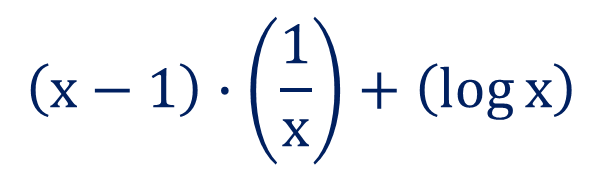 (x − 1) · (1/x) + (log x)